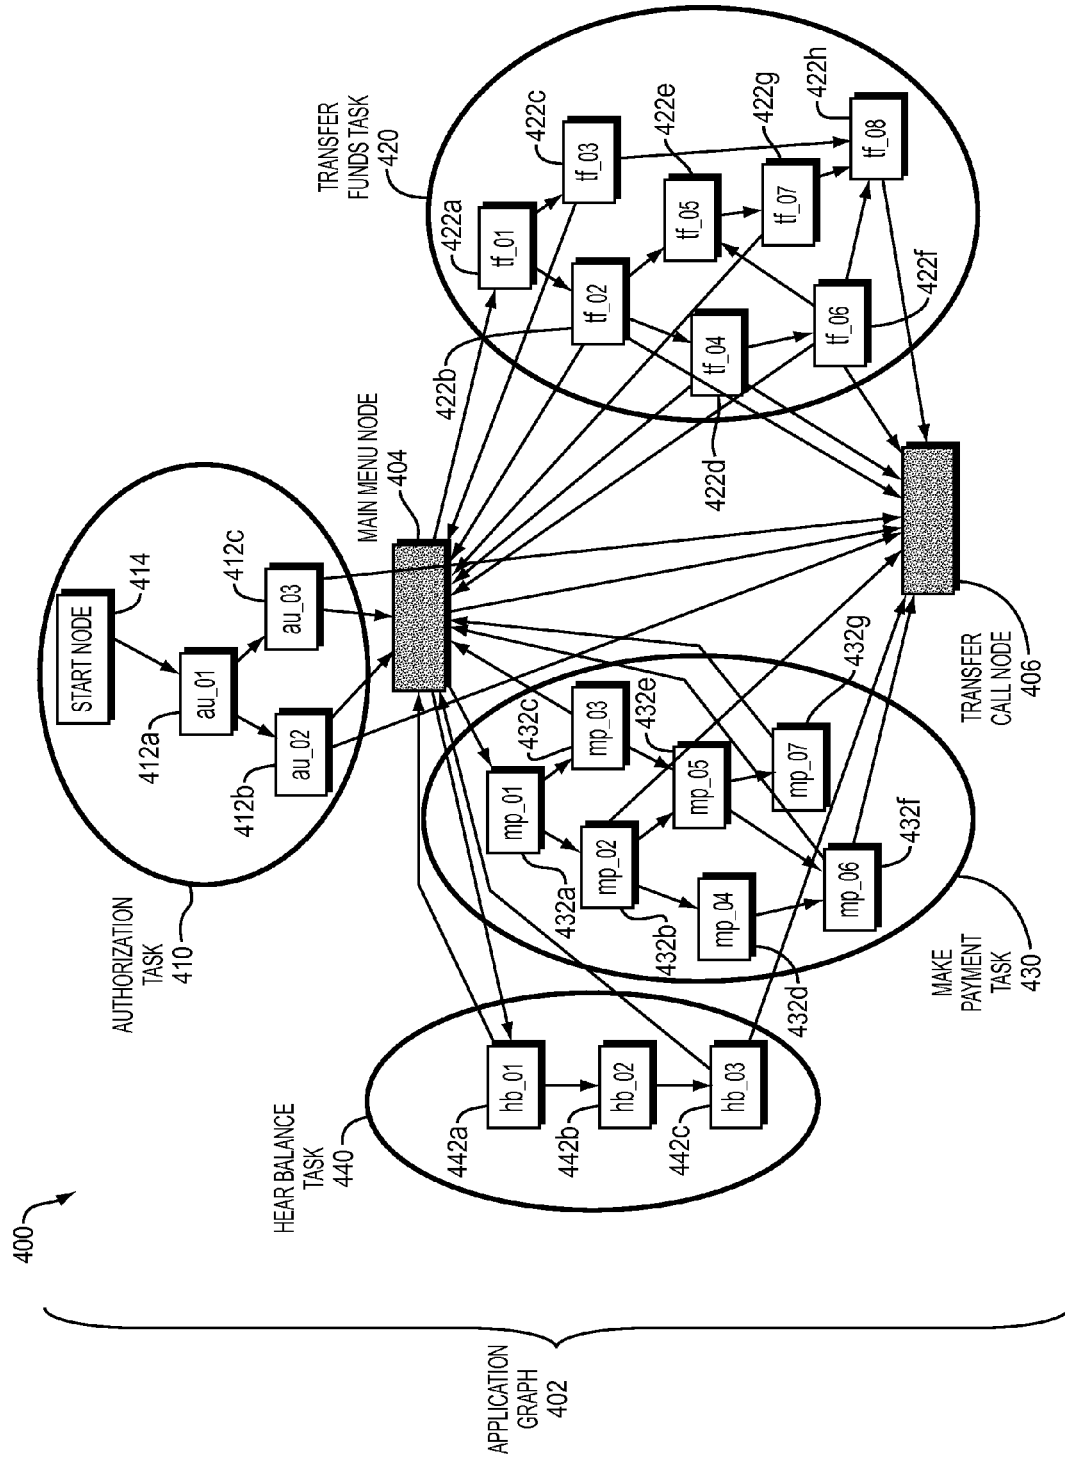 400
APPLICATION
GRAPH
402
AUTHORIZATION
TASK
410
START NODE
414
au_01
412a
au_02
412b
au_03
412c
MAIN MENU NODE
404
HEAR BALANCE
TASK
440
hb_01
442a
hb_02
442b
hb_03
442c
MAKE
PAYMENT
TASK
430
mp_01
432a
mp_02
432b
mp_03
432c
mp_04
432d
mp_05
432e
mp_06
432f
mp_07
432g
TRANSFER
FUNDS TASK
420
tf_01
422a
tf_02
422b
tf_03
422c
tf_04
422d
tf_05
422e
tf_06
422f
tf_07
422g
tf_08
422h
TRANSFER
CALL NODE
406